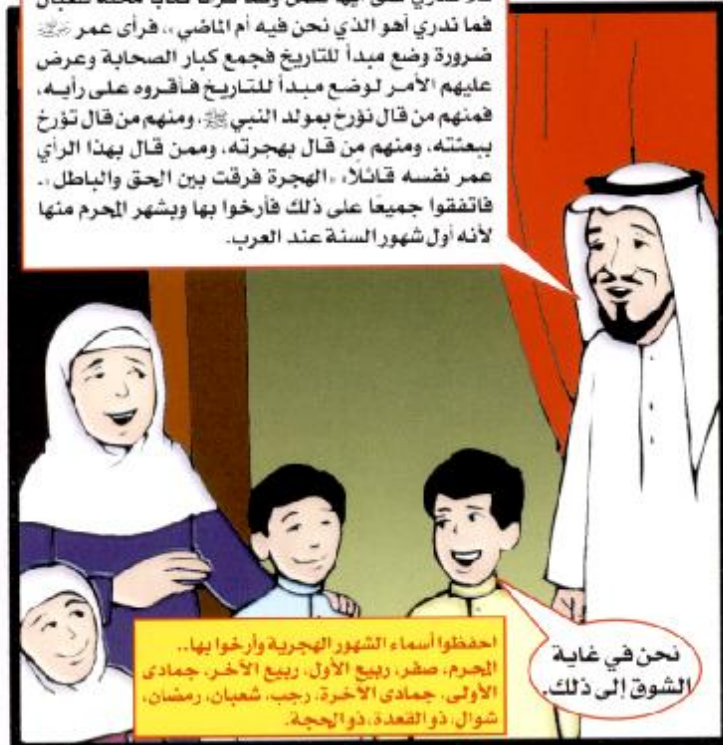 فما ندري أهو الذي نحن فيه أم الماضي»، فرأى عمر رضي الله عنه
ضرورة وضع مبدأ للتاريخ فجمع كبار الصحابة وعرض
عليهم الأمر لوضع مبدأ للتاريخ فأقروه على رأيه،
فمنهم من قال نؤرخ بمولد النبي ﷺ، ومنهم من قال تؤرخ
ببعثته، ومنهم من قال بهجرته، وممن قال بهذا الرأي
عمر نفسه قائلاً: «الهجرة فرقت بين الحق والباطل».
فاتفقوا جميعًا على ذلك فأرخوا بها وبشهر المحرم منها
لأنه أول شهور السنة عند العرب.
نحن في غاية
الشوق إلى ذلك.
احفظوا أسماء الشهور الهجرية وأرخوا بها..
المحرم، صفر، ربيع الأول، ربيع الآخر، جمادى
الأولى، جمادى الآخرة، رجب، شعبان، رمضان،
شوال، ذو القعدة، ذو الحجة.